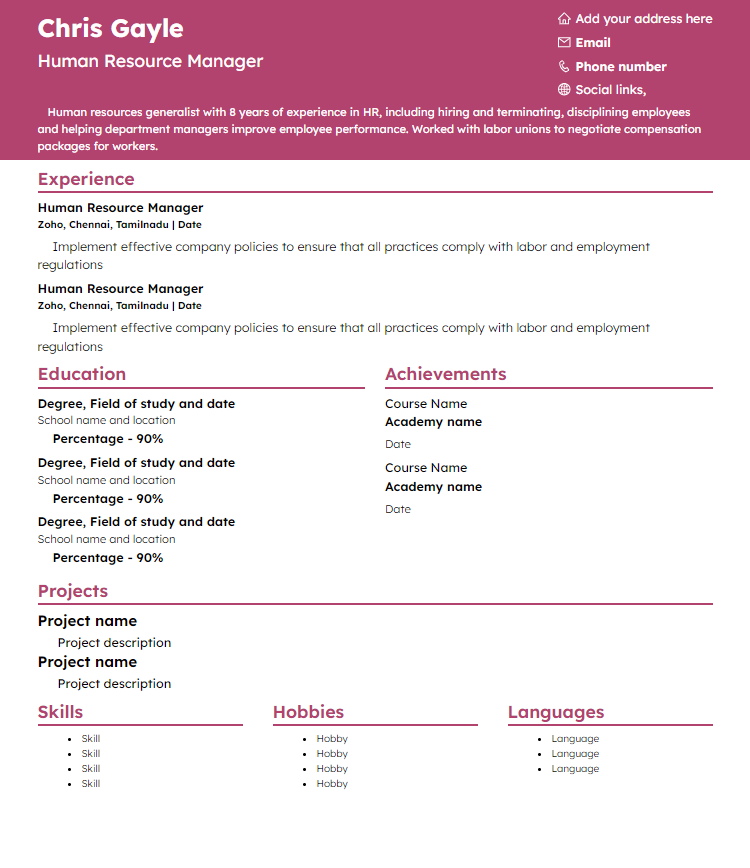 Chris Gayle
Human Resource Manager
Add your address here
Email
Phone number
Social links,
Human resources generalist with 8 years of experience in HR, including hiring and terminating, disciplining employees
and helping department managers improve employee performance. Worked with labor unions to negotiate compensation
packages for workers.
Experience
Human Resource Manager
Zoho, Chennai, Tamilnadu | Date
Implement effective company policies to ensure that all practices comply with labor and employment
regulations
Human Resource Manager
Zoho, Chennai, Tamilnadu | Date
Implement effective company policies to ensure that all practices comply with labor and employment
regulations
Education
Degree, Field of study and date
School name and location
Percentage - 90%
Degree, Field of study and date
School name and location
Percentage - 90%
Degree, Field of study and date
School name and location
Percentage - 90%
Achievements
Course Name
Academy name
Date
Course Name
Academy name
Date
Projects
Project name
Project description
Project name
Project description
Skills
• Skill
• Skill
• Skill
• Skill
Hobbies
• Hobby
• Hobby
• Hobby
• Hobby
Languages
• Language
• Language
• Language